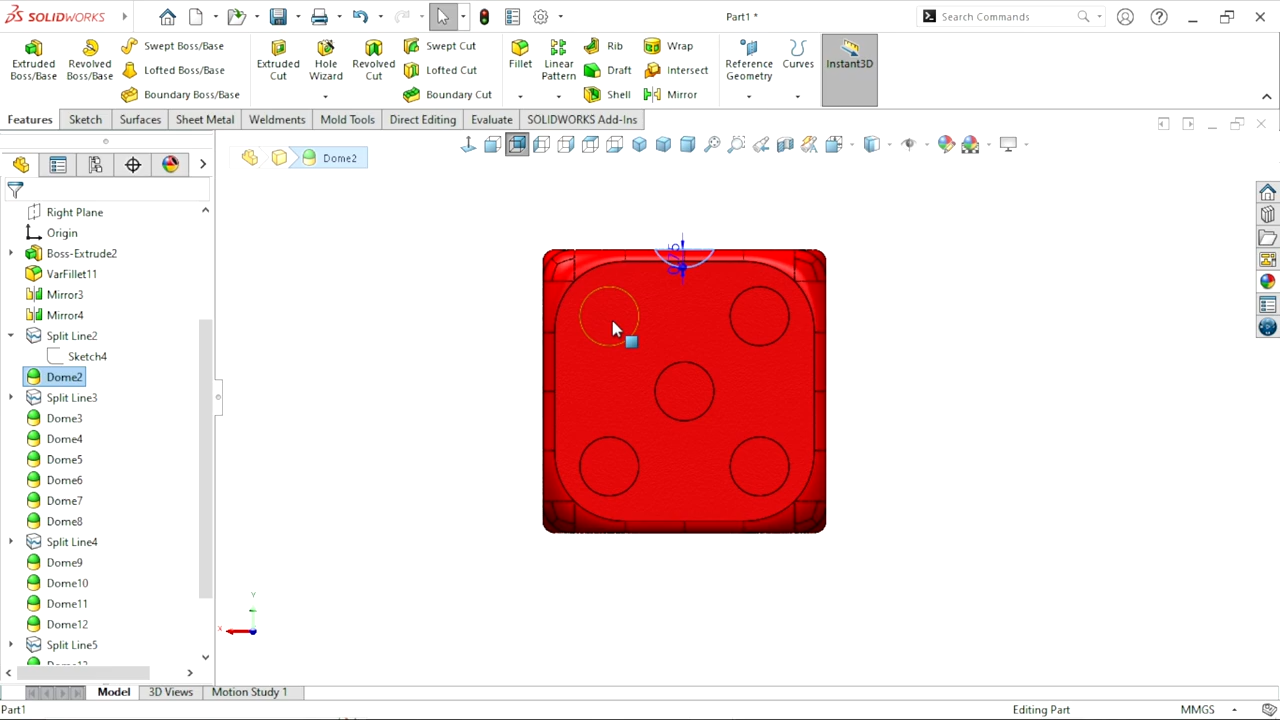 SOLIDWORKS
Part1 *
Search Commands
Extruded Boss/Base
Revolved Boss/Base
Swept Boss/Base
Lofted Boss/Base
Boundary Boss/Base
Extruded Cut
Hole Wizard
Revolved Cut
Swept Cut
Lofted Cut
Boundary Cut
Fillet
Linear Pattern
Rib
Draft
Shell
Wrap
Intersect
Mirror
Reference Geometry
Curves
Instant3D
Features
Sketch
Surfaces
Sheet Metal
Weldments
Mold Tools
Direct Editing
Evaluate
SOLIDWORKS Add-Ins
Dome2
Right Plane
Origin
Boss-Extrude2
VarFillet11
Mirror3
Mirror4
Split Line2
Sketch4
Dome2
Split Line3
Dome3
Dome4
Dome5
Dome6
Dome7
Dome8
Split Line4
Dome9
Dome10
Dome11
Dome12
Split Line5
0.75
Y
X
Model
3D Views
Motion Study 1
Part1
Editing Part
MMGS